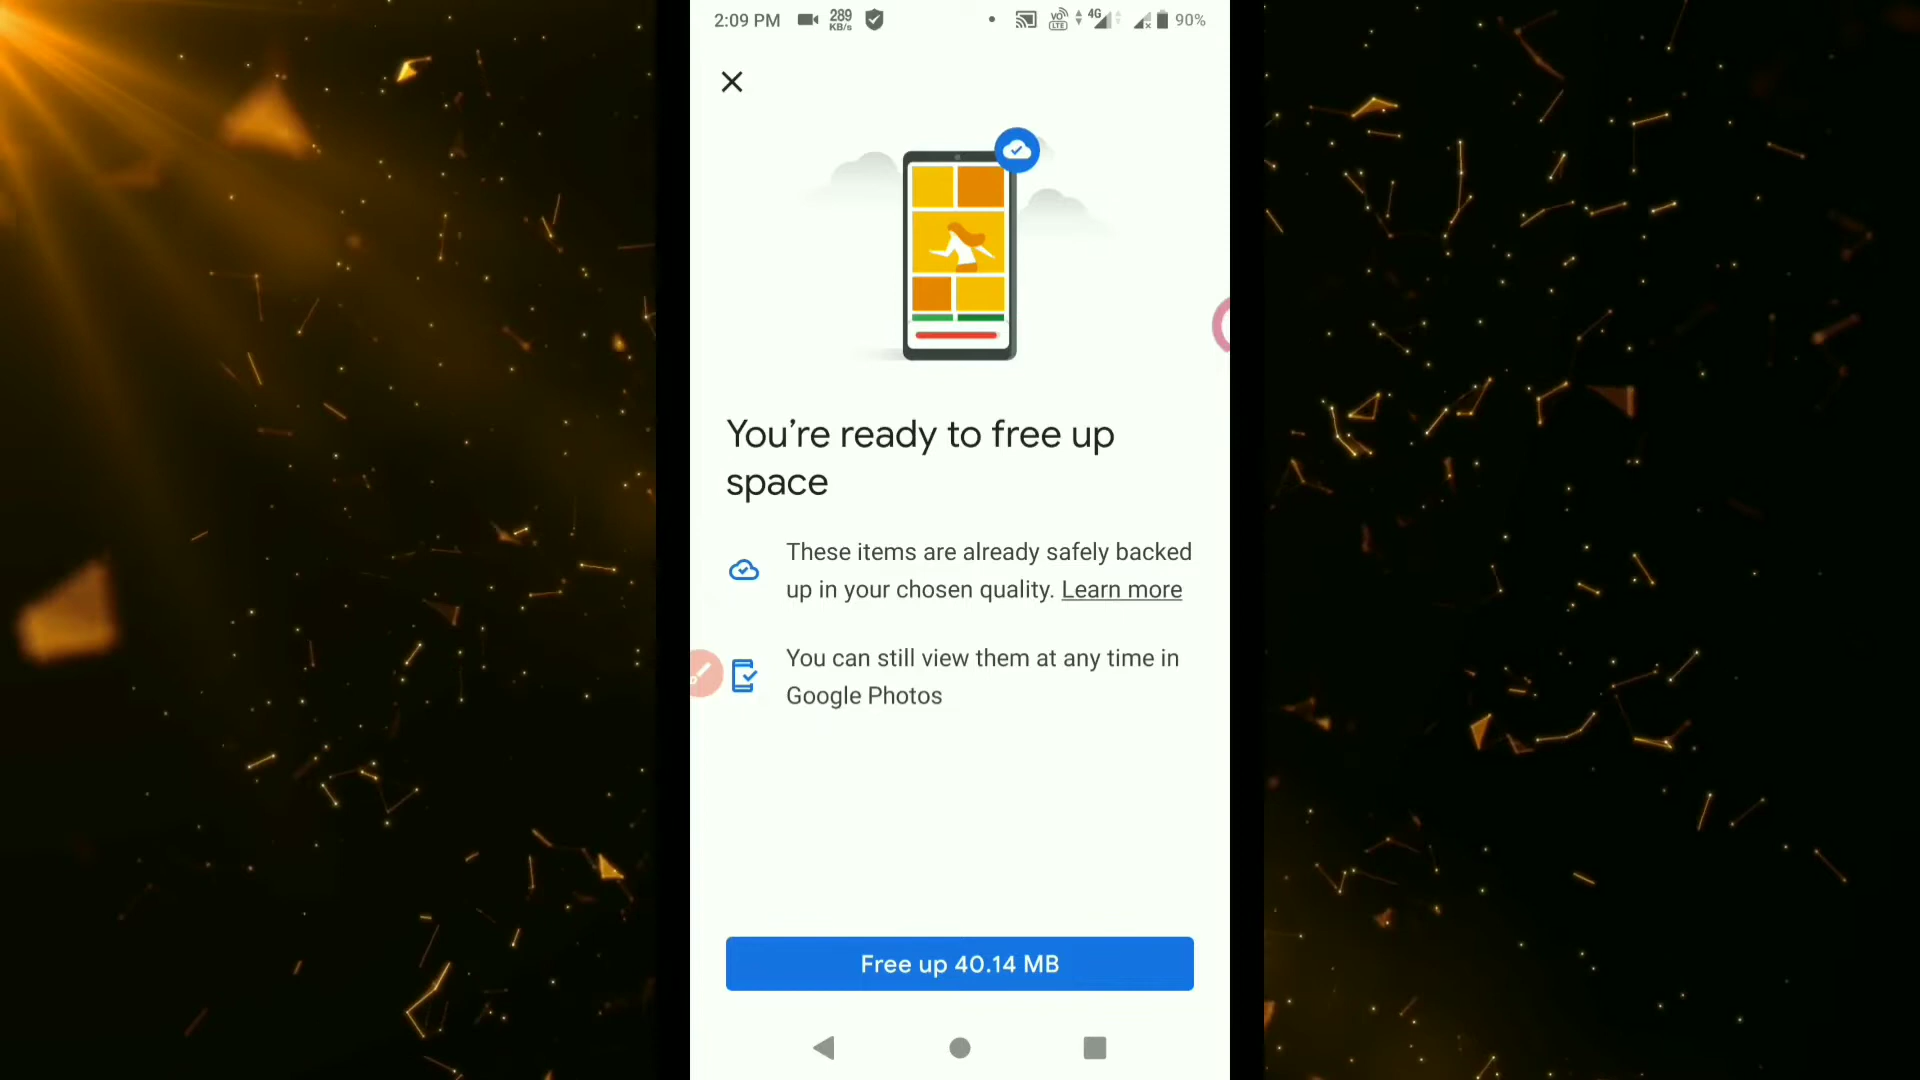 2:09 PM 289 KB/s VO LTE 4G 90%
You're ready to free up
space
These items are already safely backed
up in your chosen quality. Learn more
You can still view them at any time in
Google Photos
Free up 40.14 MB